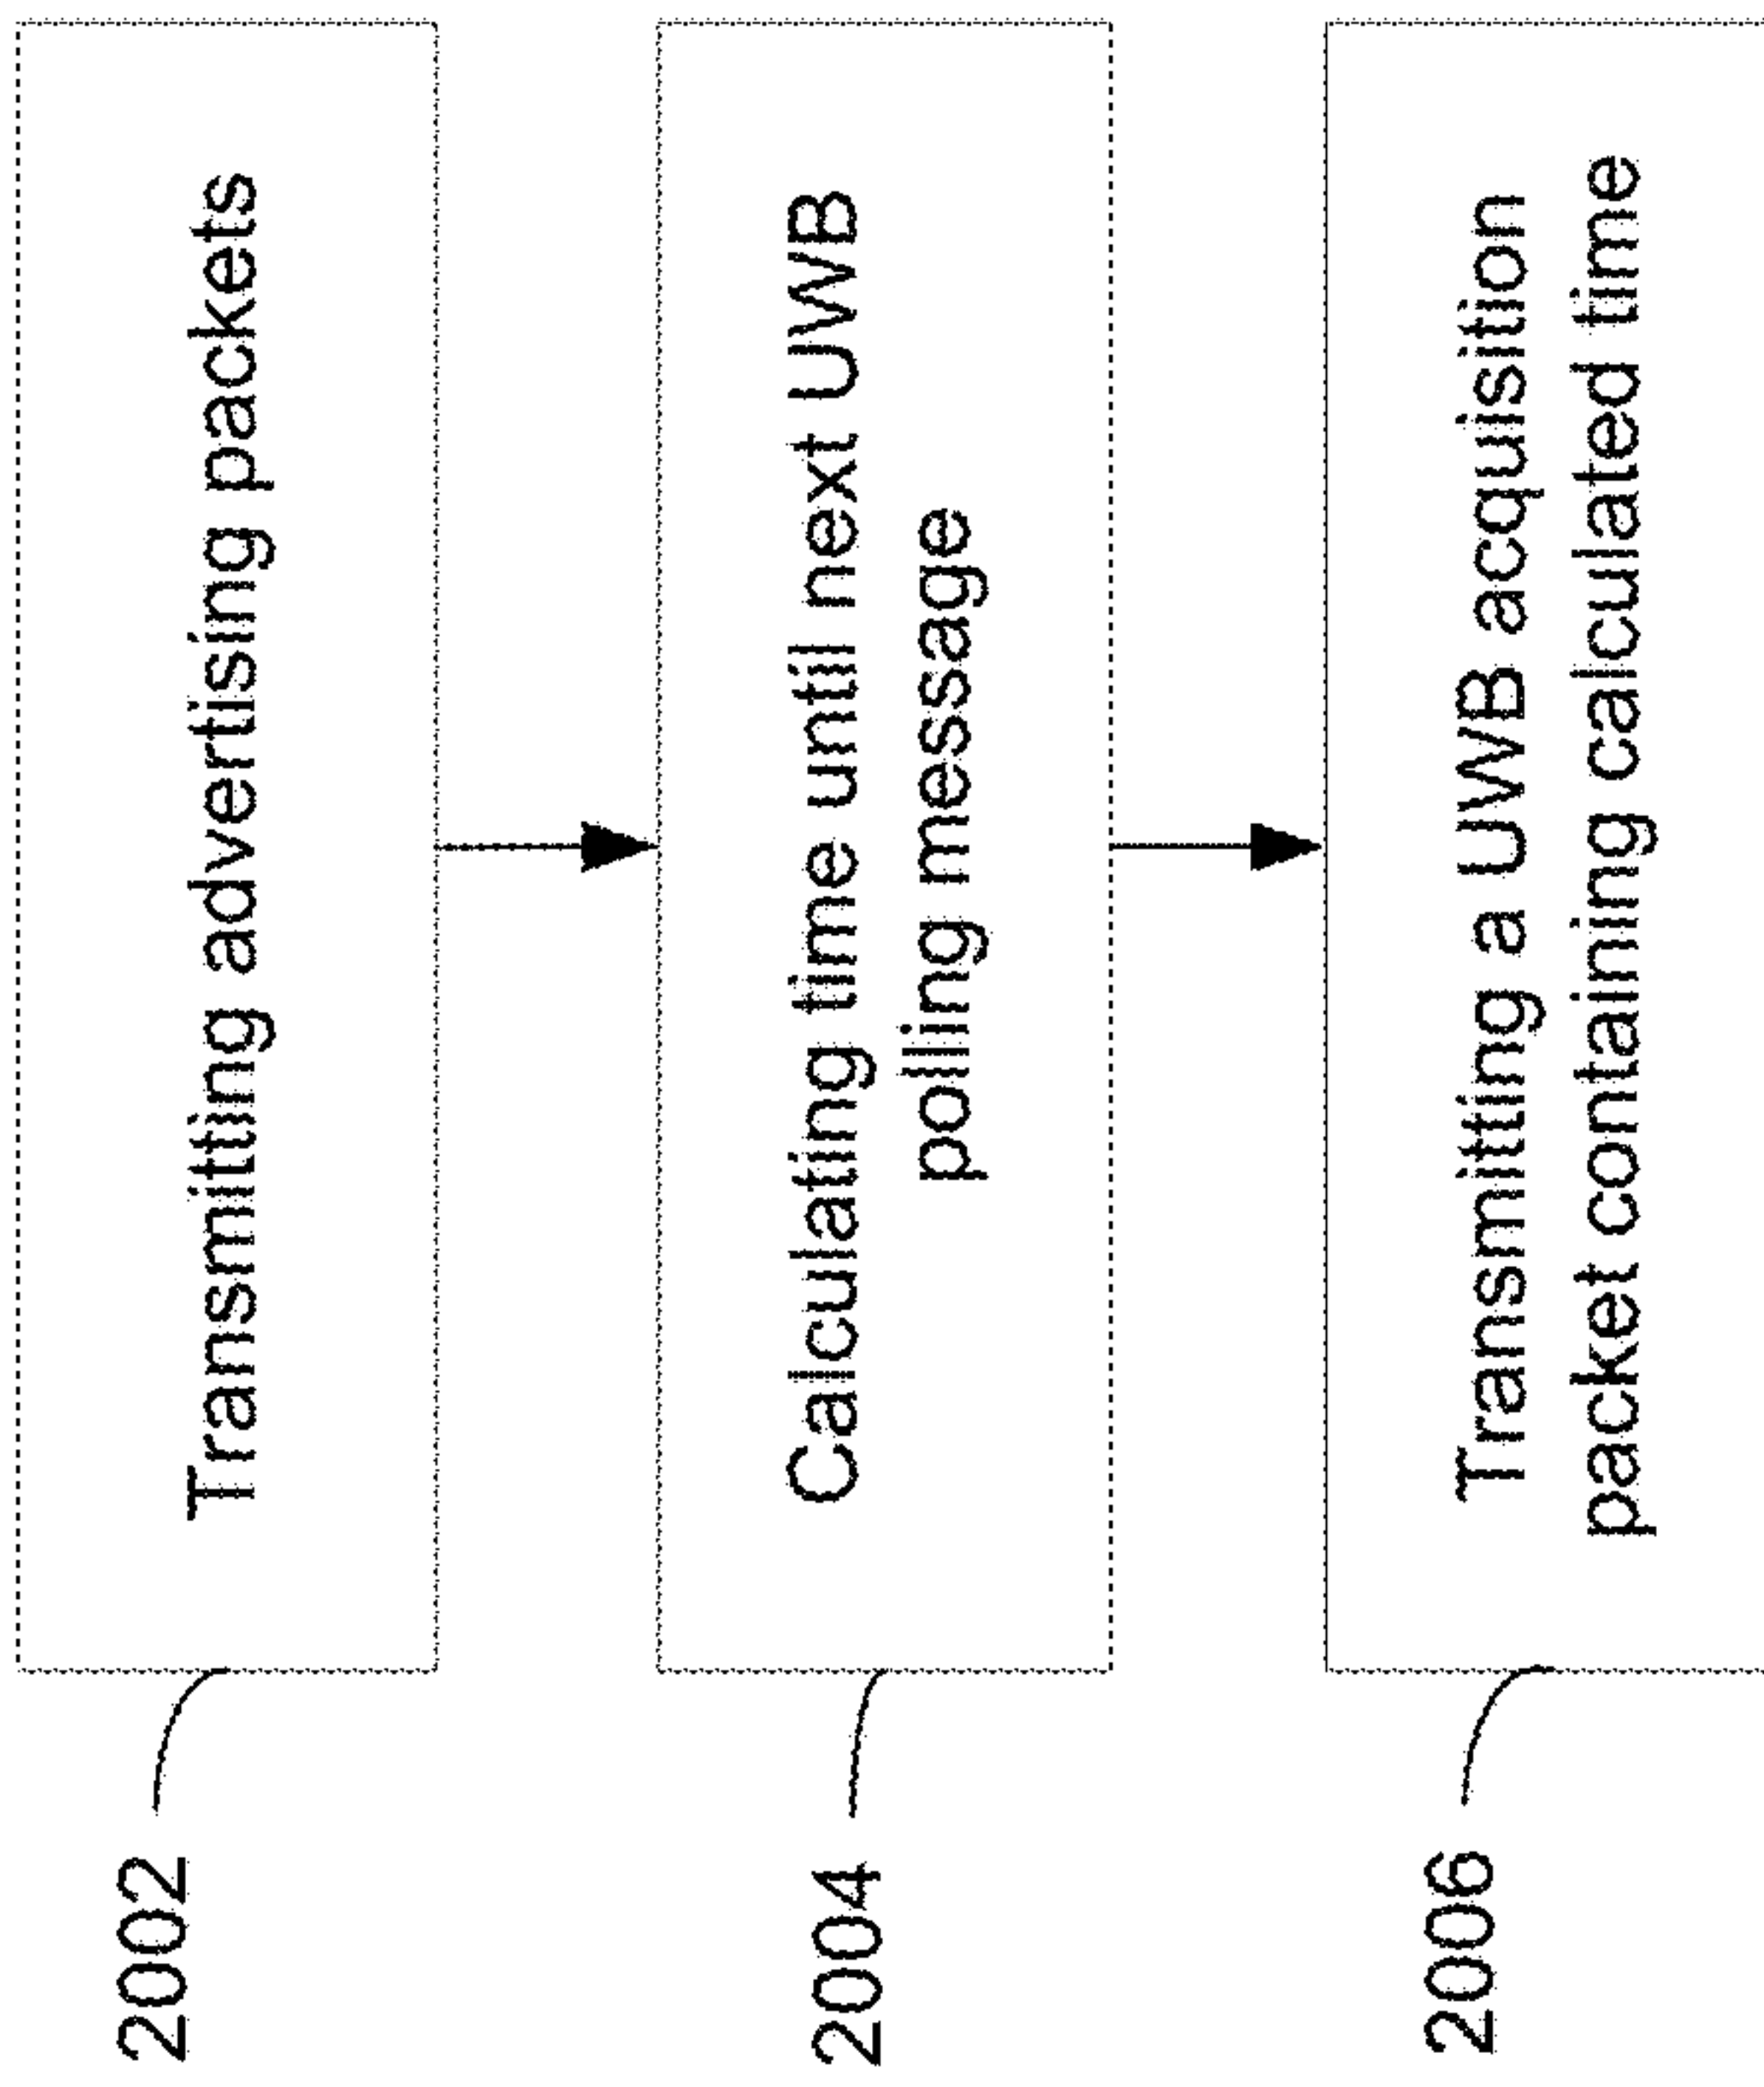 2002
Transmitting advertising packets
2004
Calculating time until next UWB
polling message
2006
Transmitting a UWB acquisition
packet containing calculated time